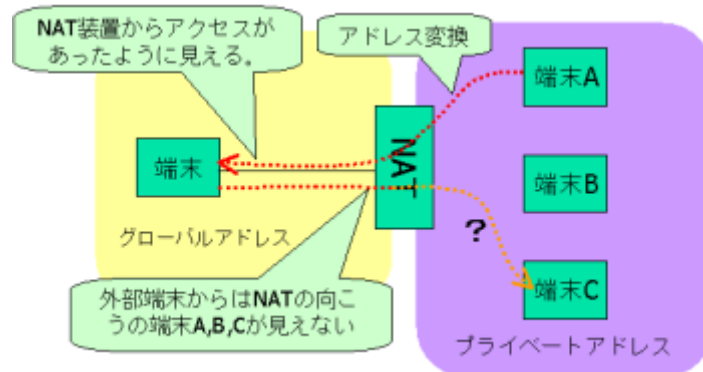 NAT装置からアクセスが
あったように見える。
アドレス変換
端末A
端末
NAT
端末B
グローバルアドレス
?
外部端末からはNATの向こ
うの端末A,B,Cが見えない
端末C
プライベートアドレス